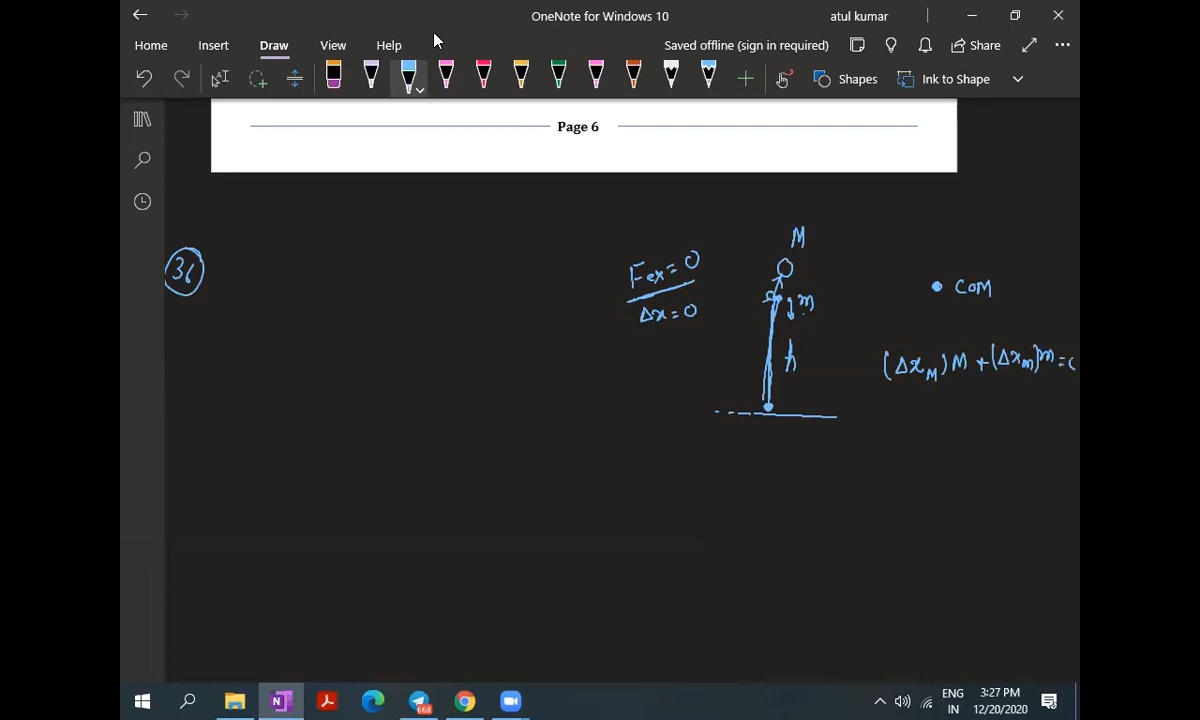 OneNote for Windows 10
atul kumar
Home Insert Draw View Help
Saved offline (sign in required)
Share
Shapes
Ink to Shape
Page 6
36
M
Fex = 0
Δx = 0
m
COM
h
(Δx_M) M + (Δx_m) m = 0
668
ENG
IN
3:27 PM
12/20/2020